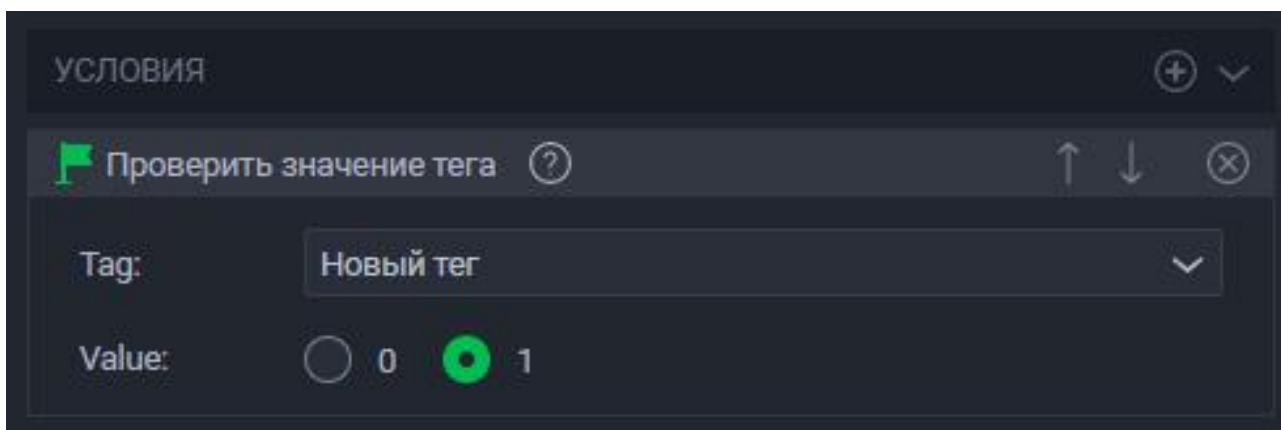 УСЛОВИЯ
Проверить значение тега ?
Tag: Новый тег
Value: 0 1